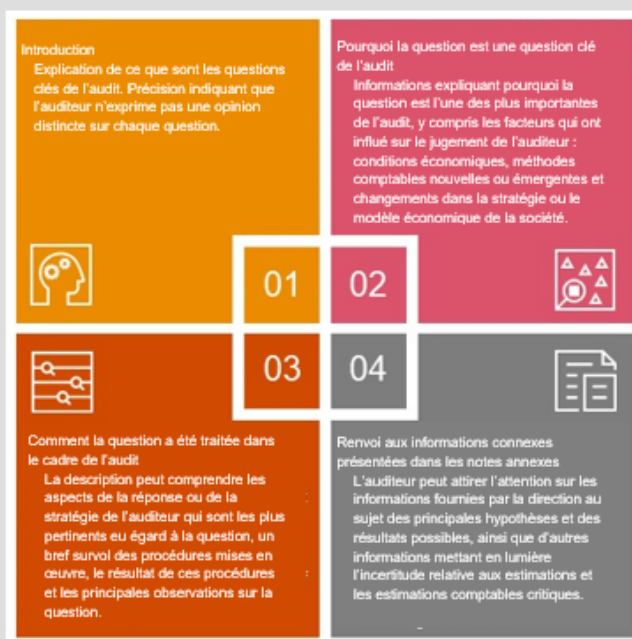 Introduction
Explication de ce que sont les questions
clés de l'audit. Précision indiquant que
l'auditeur n'exprime pas une opinion
distincte sur chaque question.
01
Pourquoi la question est une question clé
de l'audit
Informations expliquant pourquoi la
question est l'une des plus importantes
de l'audit, y compris les facteurs qui ont
influé sur le jugement de l'auditeur :
conditions économiques, méthodes
comptables nouvelles ou émergentes et
changements dans la stratégie ou le
modèle économique de la société.
02
03
Comment la question a été traitée dans
le cadre de l'audit
La description peut comprendre les
aspects de la réponse ou de la
stratégie de l'auditeur qui sont les plus
pertinents eu égard à la question, un
bref survol des procédures mises en
œuvre, le résultat de ces procédures
et les principales observations sur la
question.
04
Renvoi aux informations connexes
présentées dans les notes annexes
L'auditeur peut attirer l'attention sur les
informations fournies par la direction au
sujet des principales hypothèses et des
résultats possibles, ainsi que d'autres
informations mettant en lumière
l'incertitude relative aux estimations et
les estimations comptables critiques.